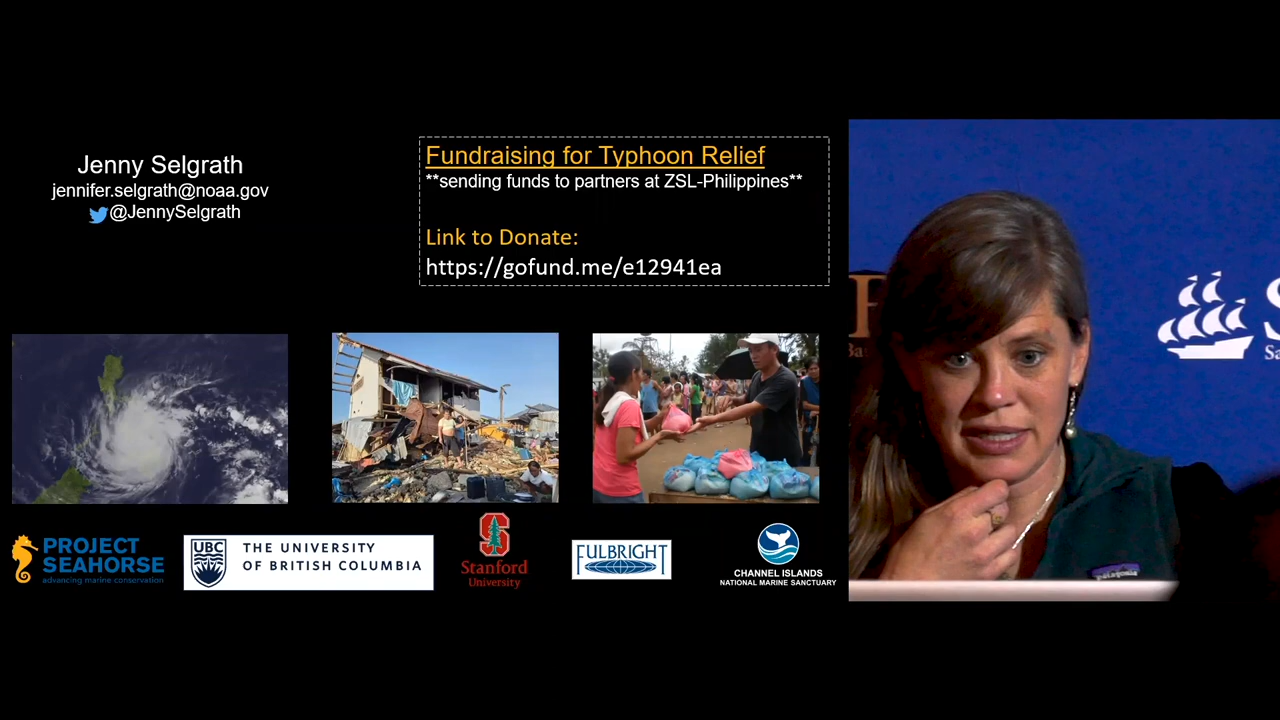 Jenny Selgrath
jennifer.selgrath@noaa.gov
@JennySelgrath
Fundraising for Typhoon Relief
**sending funds to partners at ZSL-Philippines**
Link to Donate:
https://gofund.me/e12941ea
PROJECT
SEAHORSE
advancing marine conservation
UBC
THE UNIVERSITY
OF BRITISH COLUMBIA
Stanford
University
FULBRIGHT
CHANNEL ISLANDS
NATIONAL MARINE SANCTUARY
patagonia